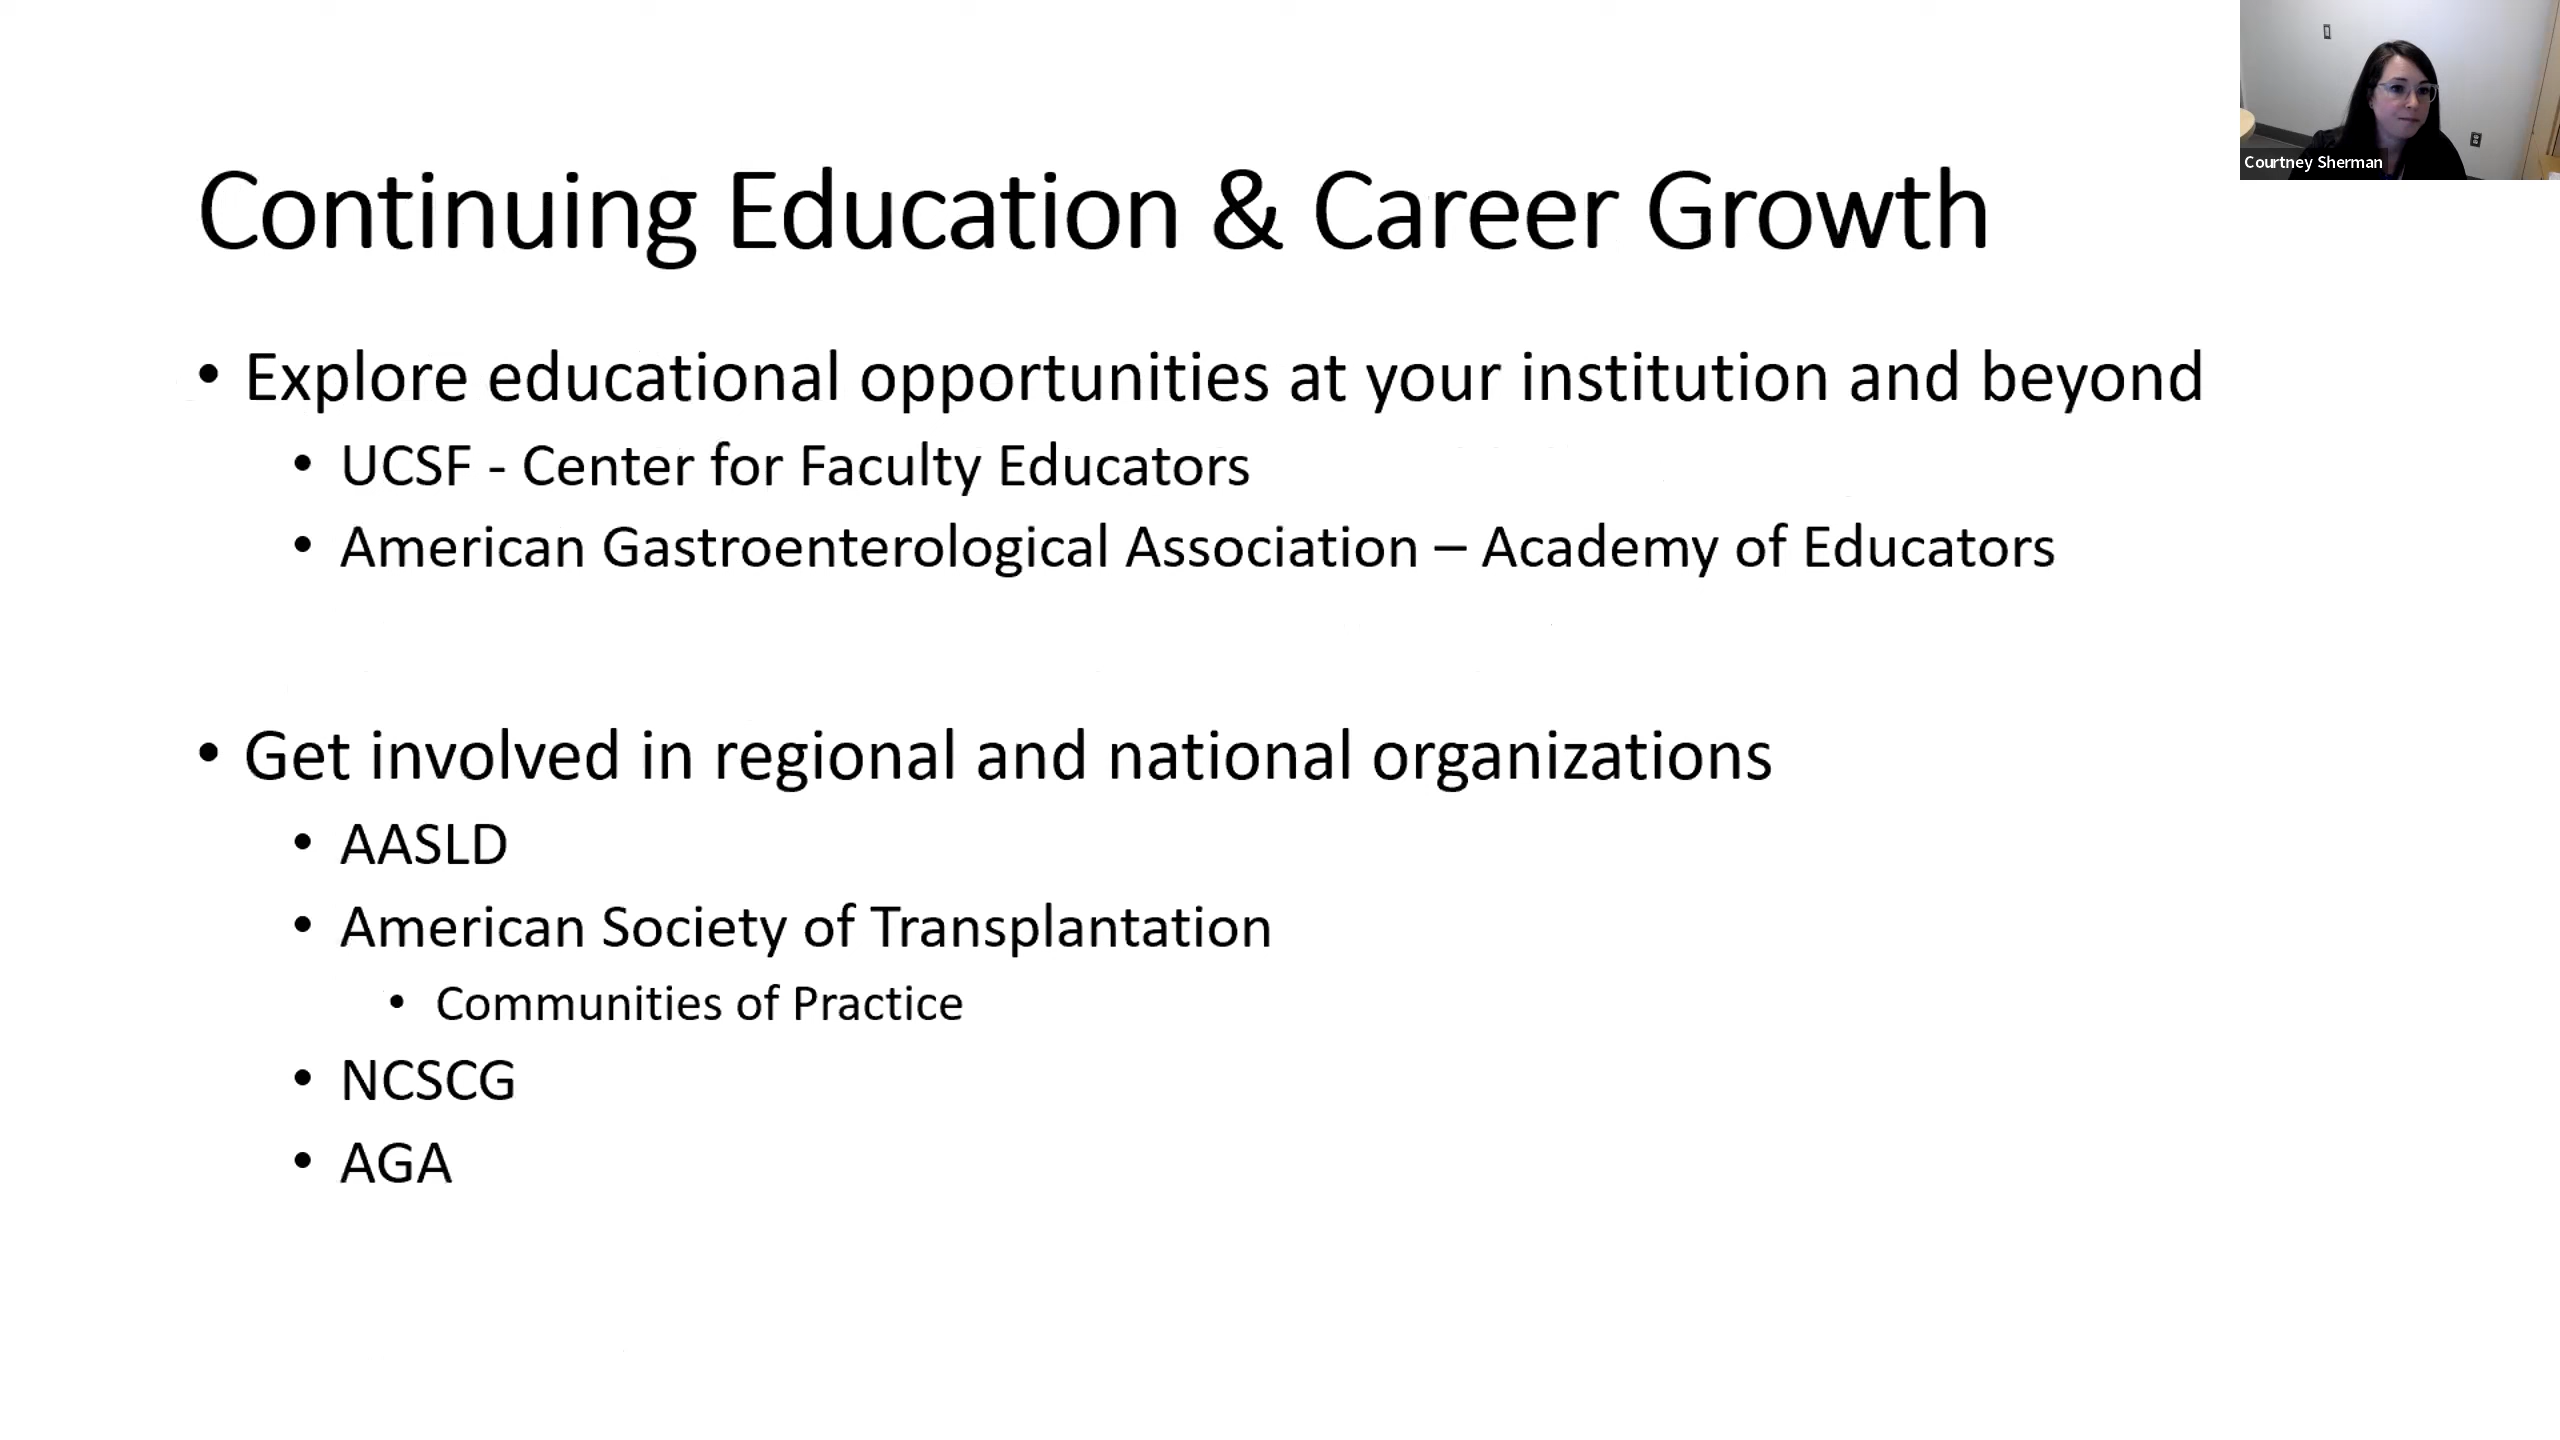 Courtney Sherman
Continuing Education & Career Growth
• Explore educational opportunities at your institution and beyond
• UCSF - Center for Faculty Educators
• American Gastroenterological Association – Academy of Educators
• Get involved in regional and national organizations
• AASLD
• American Society of Transplantation
• Communities of Practice
• NCSCG
• AGA